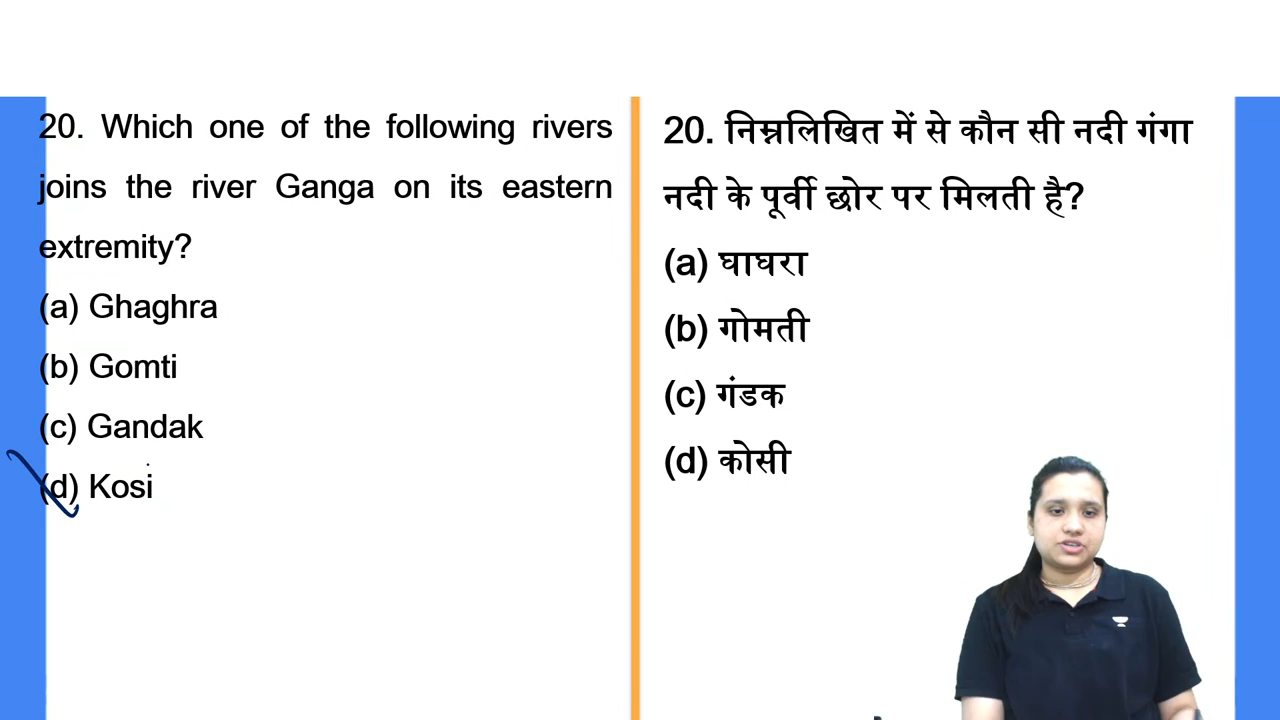 20. Which one of the following rivers
joins the river Ganga on its eastern
extremity?
(a) Ghaghra
(b) Gomti
(c) Gandak
(d) Kosi
20. निम्नलिखित में से कौन सी नदी गंगा
नदी के पूर्वी छोर पर मिलती है?
(a) घाघरा
(b) गोमती
(c) गंडक
(d) कोसी